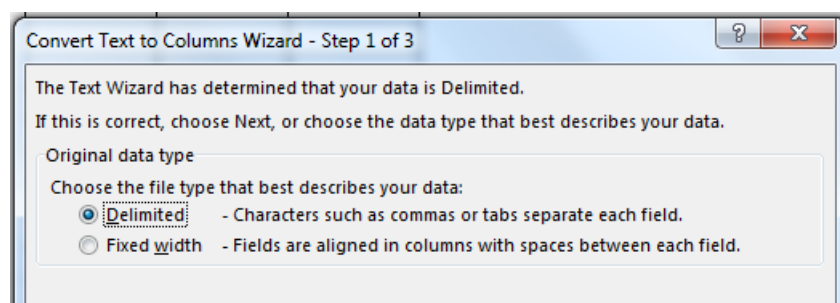 Convert Text to Columns Wizard - Step 1 of 3
The Text Wizard has determined that your data is Delimited.
If this is correct, choose Next, or choose the data type that best describes your data.
Original data type
Choose the file type that best describes your data:
Delimited - Characters such as commas or tabs separate each field.
Fixed width - Fields are aligned in columns with spaces between each field.